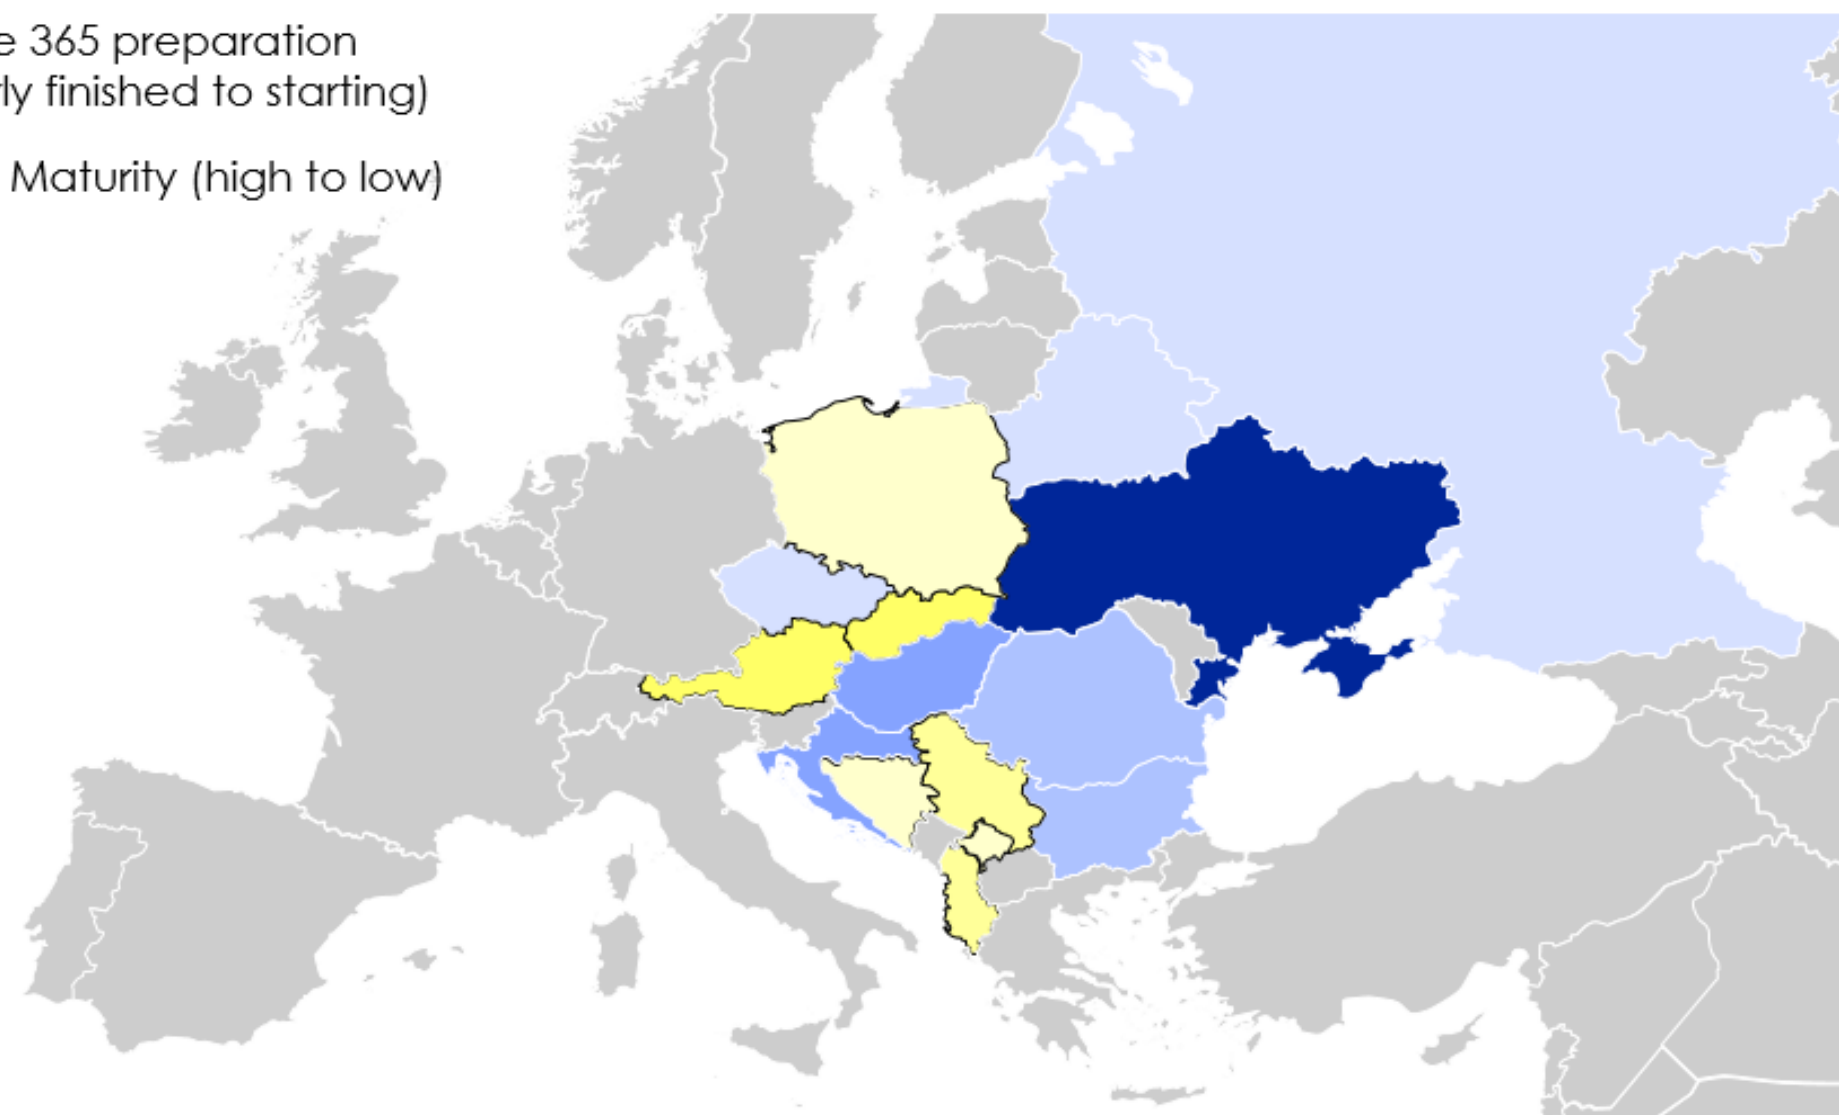 e 365 preparation
ly finished to starting)
Maturity (high to low)